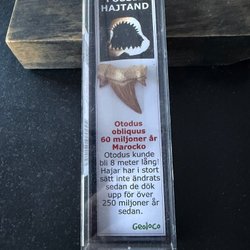 HAJTAND
Otodus
obliquus
60 miljoner år
Marocko
Otodus kunde
bli 8 meter lång!
Hajar har i stort
sätt inte ändrats
sedan de dök
upp för över
250 miljoner år
sedan.
Geoloco